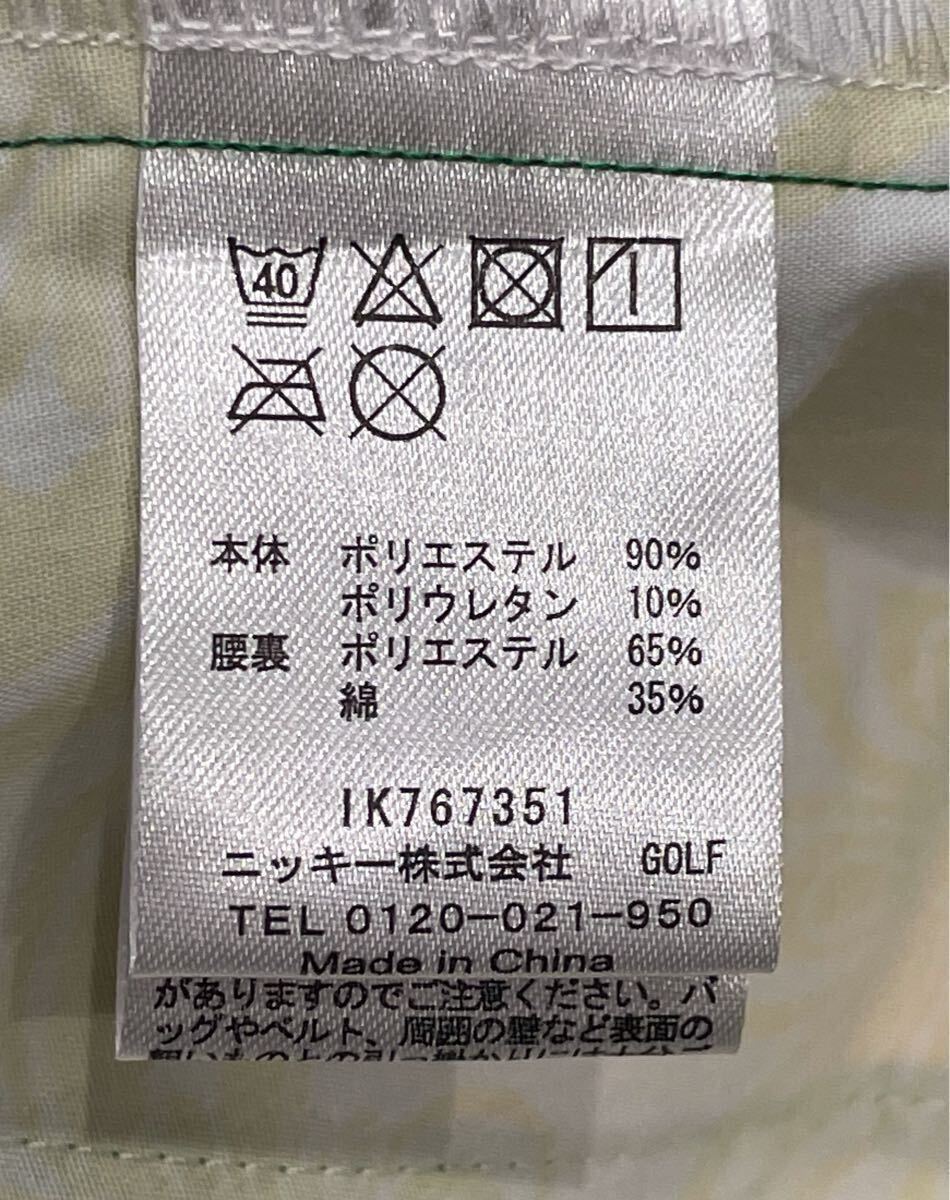 40
本体 ポリエステル 90%
ポリウレタン 10%
腰裏 ポリエステル 65%
綿 35%
IK767351
ニッキー株式会社 GOLF
TEL 0120-021-950
Made in China
がありますのでご注意ください。バ
ッグやベルト、周囲の壁など表面の